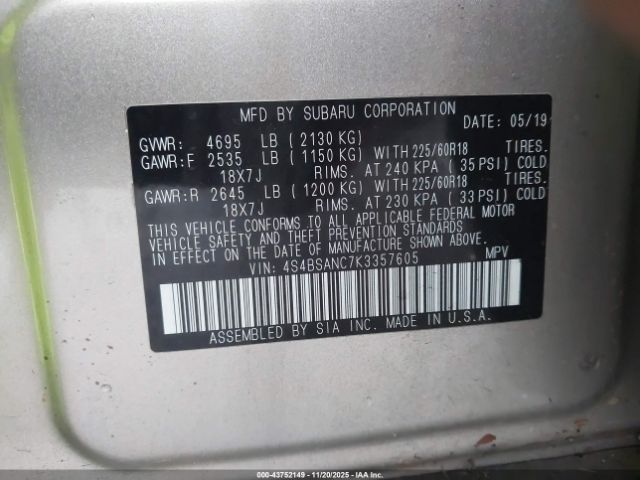 MFD BY SUBARU CORPORATION
DATE: 05/19
GVWR: 4695 LB ( 2130 KG)
GAWR:F 2535 LB ( 1150 KG) WITH 225/60R18 TIRES.
18X7J RIMS. AT 240 KPA ( 35 PSI) COLD
GAWR:R 2645 LB ( 1200 KG) WITH 225/60R18 TIRES.
18X7J RIMS. AT 230 KPA ( 33 PSI) COLD
THIS VEHICLE CONFORMS TO ALL APPLICABLE FEDERAL MOTOR
VEHICLE SAFETY AND THEFT PREVENTION STANDARDS
IN EFFECT ON THE DATE OF MANUFACTURE SHOWN ABOVE.
VIN: 4S4BSANC7K3357605 MPV
ASSEMBLED BY SIA INC. MADE IN U.S.A.
000-43752149 - 11/20/2025 - IAA Inc.